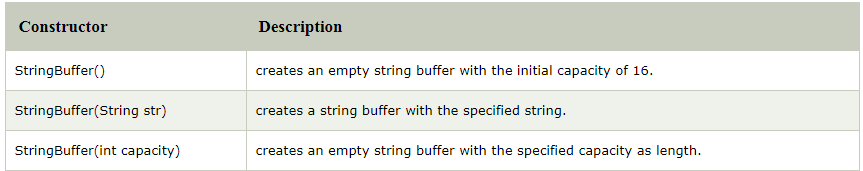 Constructor Description
StringBuffer() creates an empty string buffer with the initial capacity of 16.
StringBuffer(String str) creates a string buffer with the specified string.
StringBuffer(int capacity) creates an empty string buffer with the specified capacity as length.